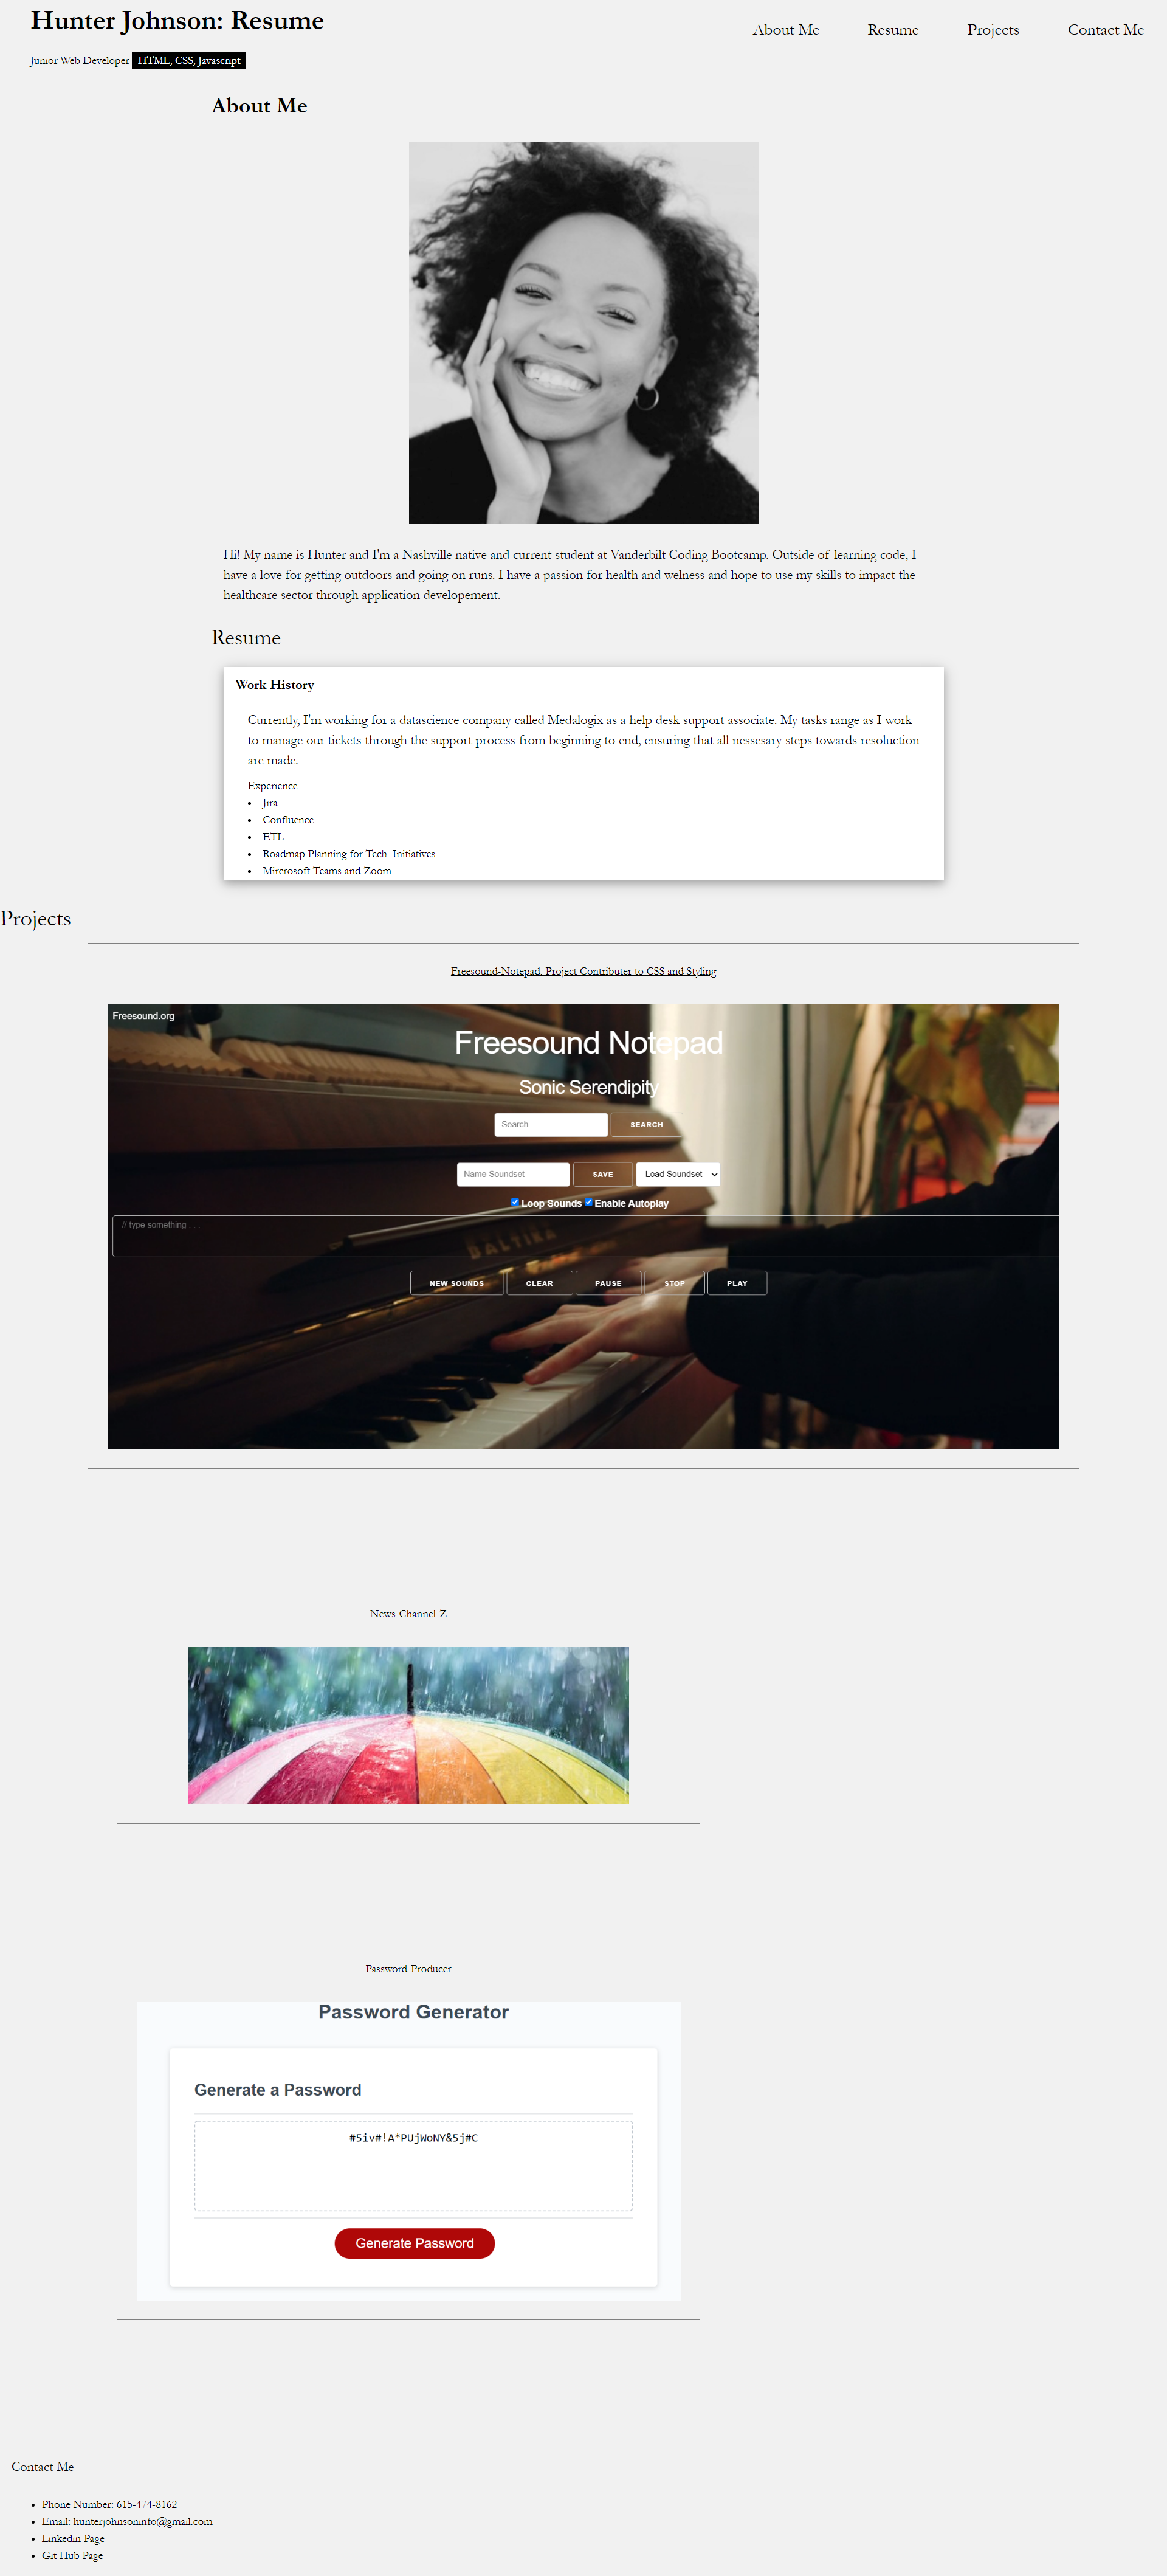 Hunter Johnson: Resume
About Me
Resume
Projects
Contact Me
Junior Web Developer HTML, CSS, Javascript
About Me
Hi! My name is Hunter and I'm a Nashville native and current student at Vanderbilt Coding Bootcamp. Outside of learning code, I
have a love for getting outdoors and going on runs. I have a passion for health and welness and hope to use my skills to impact the
healthcare sector through application developement.
Resume
Work History
Currently, I'm working for a datascience company called Medalogix as a help desk support associate. My tasks range as I work
to manage our tickets through the support process from beginning to end, ensuring that all nessesary steps towards resoluction
are made.
Experience
• Jira
• Confluence
• ETL
• Roadmap Planning for Tech. Initiatives
• Mircrosoft Teams and Zoom
Projects
Freesound-Notepad: Project Contributer to CSS and Styling
Freesound.org
Freesound Notepad
Sonic Serendipity
Search.. SEARCH
Name Soundset SAVE Load Soundset
Loop Sounds Enable Autoplay
// type something . . .
BALTIKA
NEW SOUNDS CLEAR PAUSE STOP PLAY
News-Channel-Z
Password-Producer
Password Generator
Generate a Password
#5iv#!A*PUjWoNY&5j#C
Generate Password
Contact Me
• Phone Number: 615-474-8162
• Email: hunterjohnsoninfo@gmail.com
• Linkedin Page
• Git Hub Page